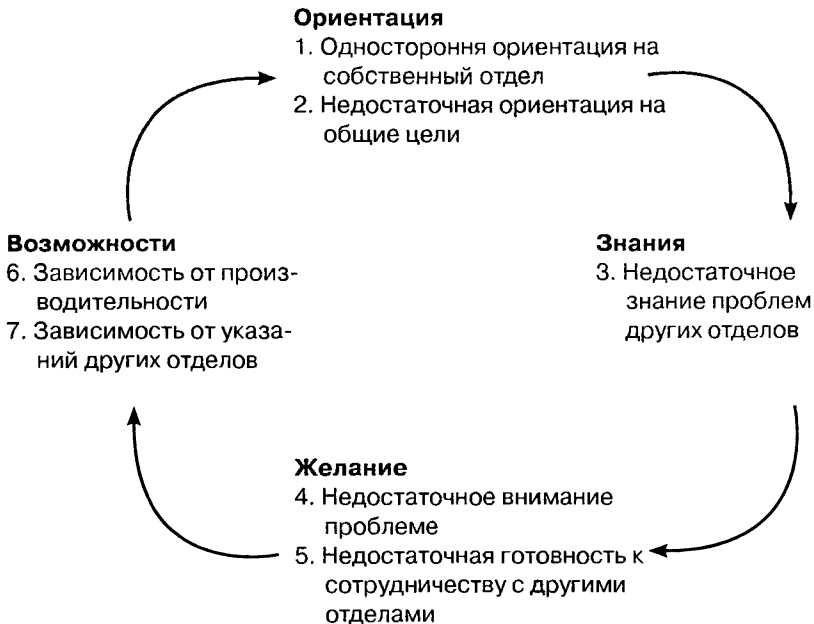 Ориентация
1. Одностороння ориентация на
собственный отдел
2. Недостаточная ориентация на
общие цели
Возможности
6. Зависимость от произ-
водительности
7. Зависимость от указа-
ний других отделов
Знания
3. Недостаточное
знание проблем
других отделов
Желание
4. Недостаточное внимание
проблеме
5. Недостаточная готовность к
сотрудничеству с другими
отделами